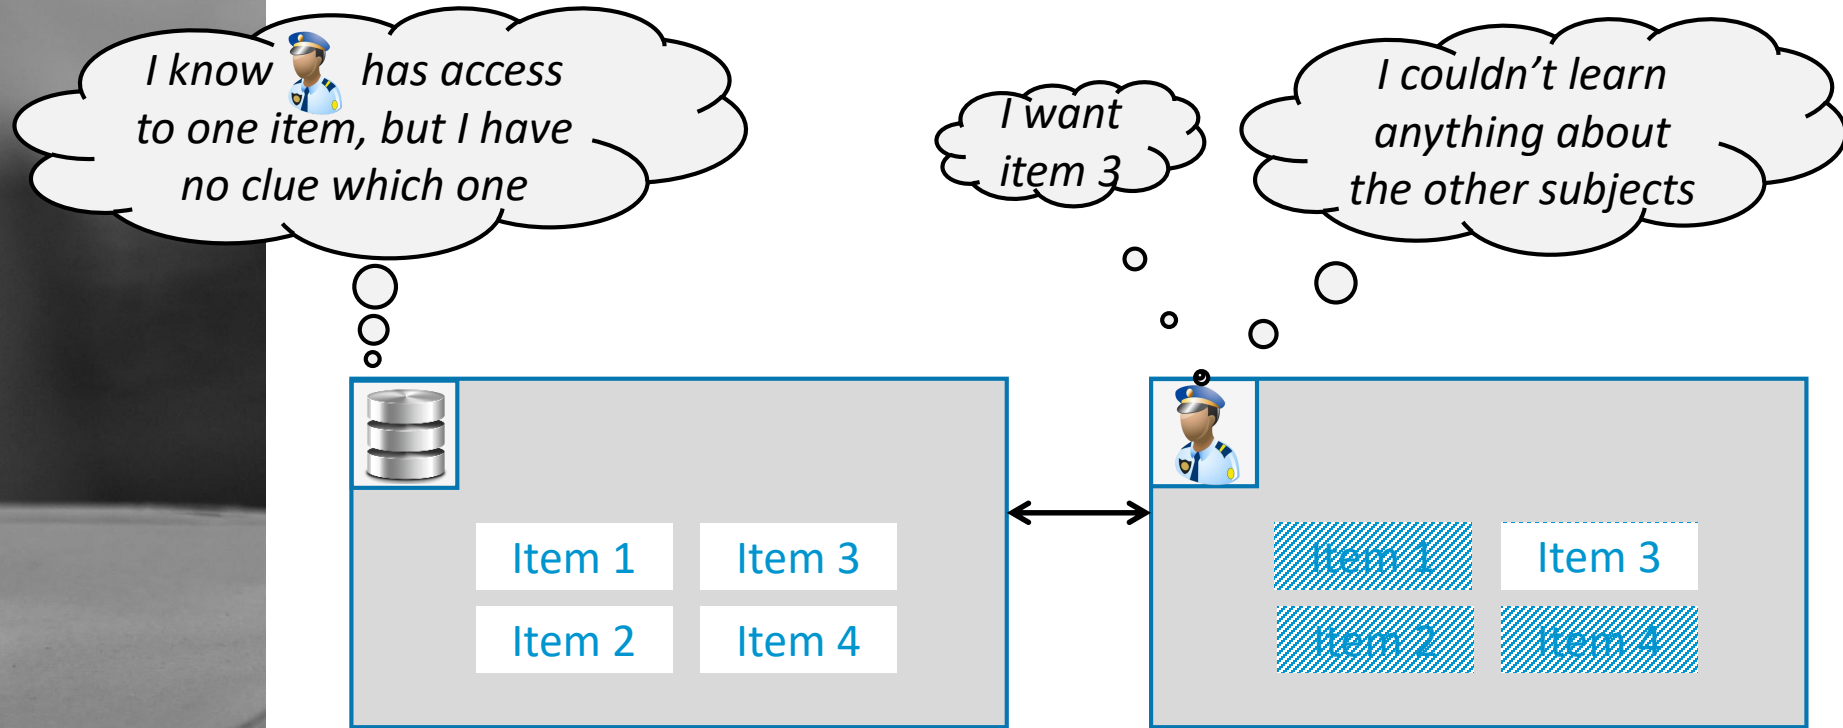 I know has access
to one item, but I have
no clue which one
I want
item 3
I couldn’t learn
anything about
the other subjects
Item 1
Item 3
Item 2
Item 4
Item 1
Item 3
Item 2
Item 4